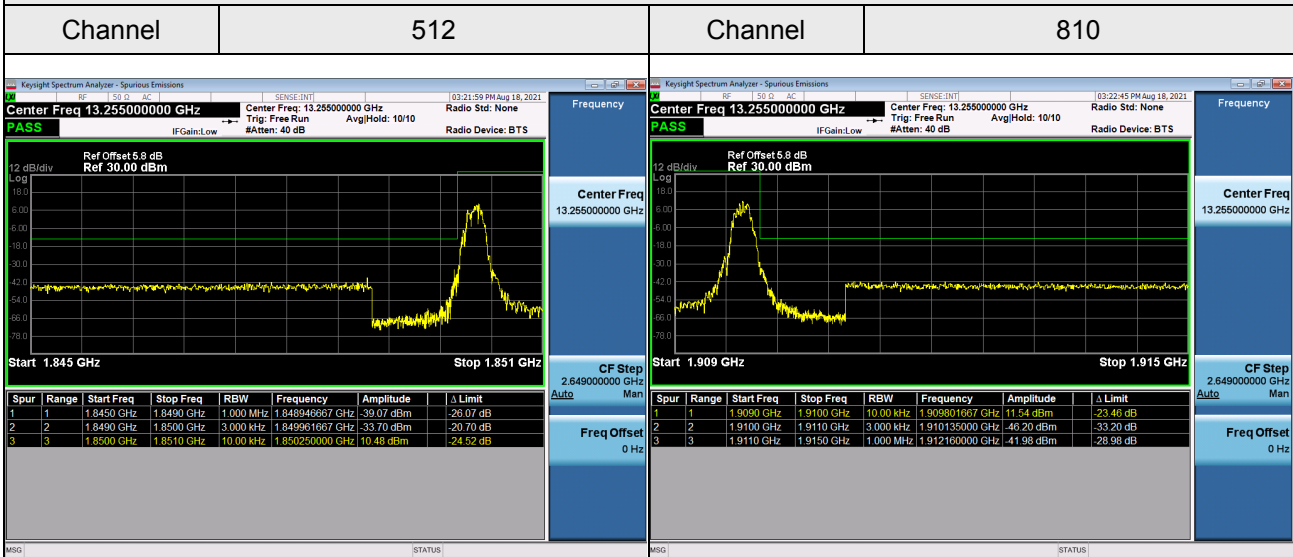 Channel 512 Channel 810
Keysight Spectrum Analyzer - Spurious Emissions
RF 50 Ω AC SENSE:INT 03:21:59 PM Aug 18, 2021
Center Freq 13.255000000 GHz Center Freq: 13.255000000 GHz Radio Std: None
Trig: Free Run Avg|Hold: 10/10
PASS IFGain:Low #Atten: 40 dB Radio Device: BTS
Ref Offset 5.8 dB
12 dB/div Ref 30.00 dBm
Log
18.0
6.00
-6.00
-18.0
-30.0
-42.0
-54.0
-66.0
-78.0
Start 1.845 GHz Stop 1.851 GHz
Spur Range Start Freq Stop Freq RBW Frequency Amplitude Δ Limit
1 1 1.8450 GHz 1.8490 GHz 1.000 MHz 1.848946667 GHz -39.07 dBm -26.07 dB
2 2 1.8490 GHz 1.8500 GHz 3.000 kHz 1.849961667 GHz -33.70 dBm -20.70 dB
3 3 1.8500 GHz 1.8510 GHz 10.00 kHz 1.850250000 GHz 10.48 dBm -24.52 dB
Frequency
Center Freq
13.255000000 GHz
CF Step
2.649000000 GHz
Auto Man
Freq Offset
0 Hz
MSG STATUS
Keysight Spectrum Analyzer - Spurious Emissions
RF 50 Ω AC SENSE:INT 03:22:45 PM Aug 18, 2021
Center Freq 13.255000000 GHz Center Freq: 13.255000000 GHz Radio Std: None
Trig: Free Run Avg|Hold: 10/10
PASS IFGain:Low #Atten: 40 dB Radio Device: BTS
Ref Offset 5.8 dB
12 dB/div Ref 30.00 dBm
Log
18.0
6.00
-6.00
-18.0
-30.0
-42.0
-54.0
-66.0
-78.0
Start 1.909 GHz Stop 1.915 GHz
Spur Range Start Freq Stop Freq RBW Frequency Amplitude Δ Limit
1 1 1.9090 GHz 1.9100 GHz 10.00 kHz 1.909801667 GHz 11.54 dBm -23.46 dB
2 2 1.9100 GHz 1.9110 GHz 3.000 kHz 1.910135000 GHz -46.20 dBm -33.20 dB
3 3 1.9110 GHz 1.9150 GHz 1.000 MHz 1.912160000 GHz -41.98 dBm -28.98 dB
Frequency
Center Freq
13.255000000 GHz
CF Step
2.649000000 GHz
Auto Man
Freq Offset
0 Hz
MSG STATUS